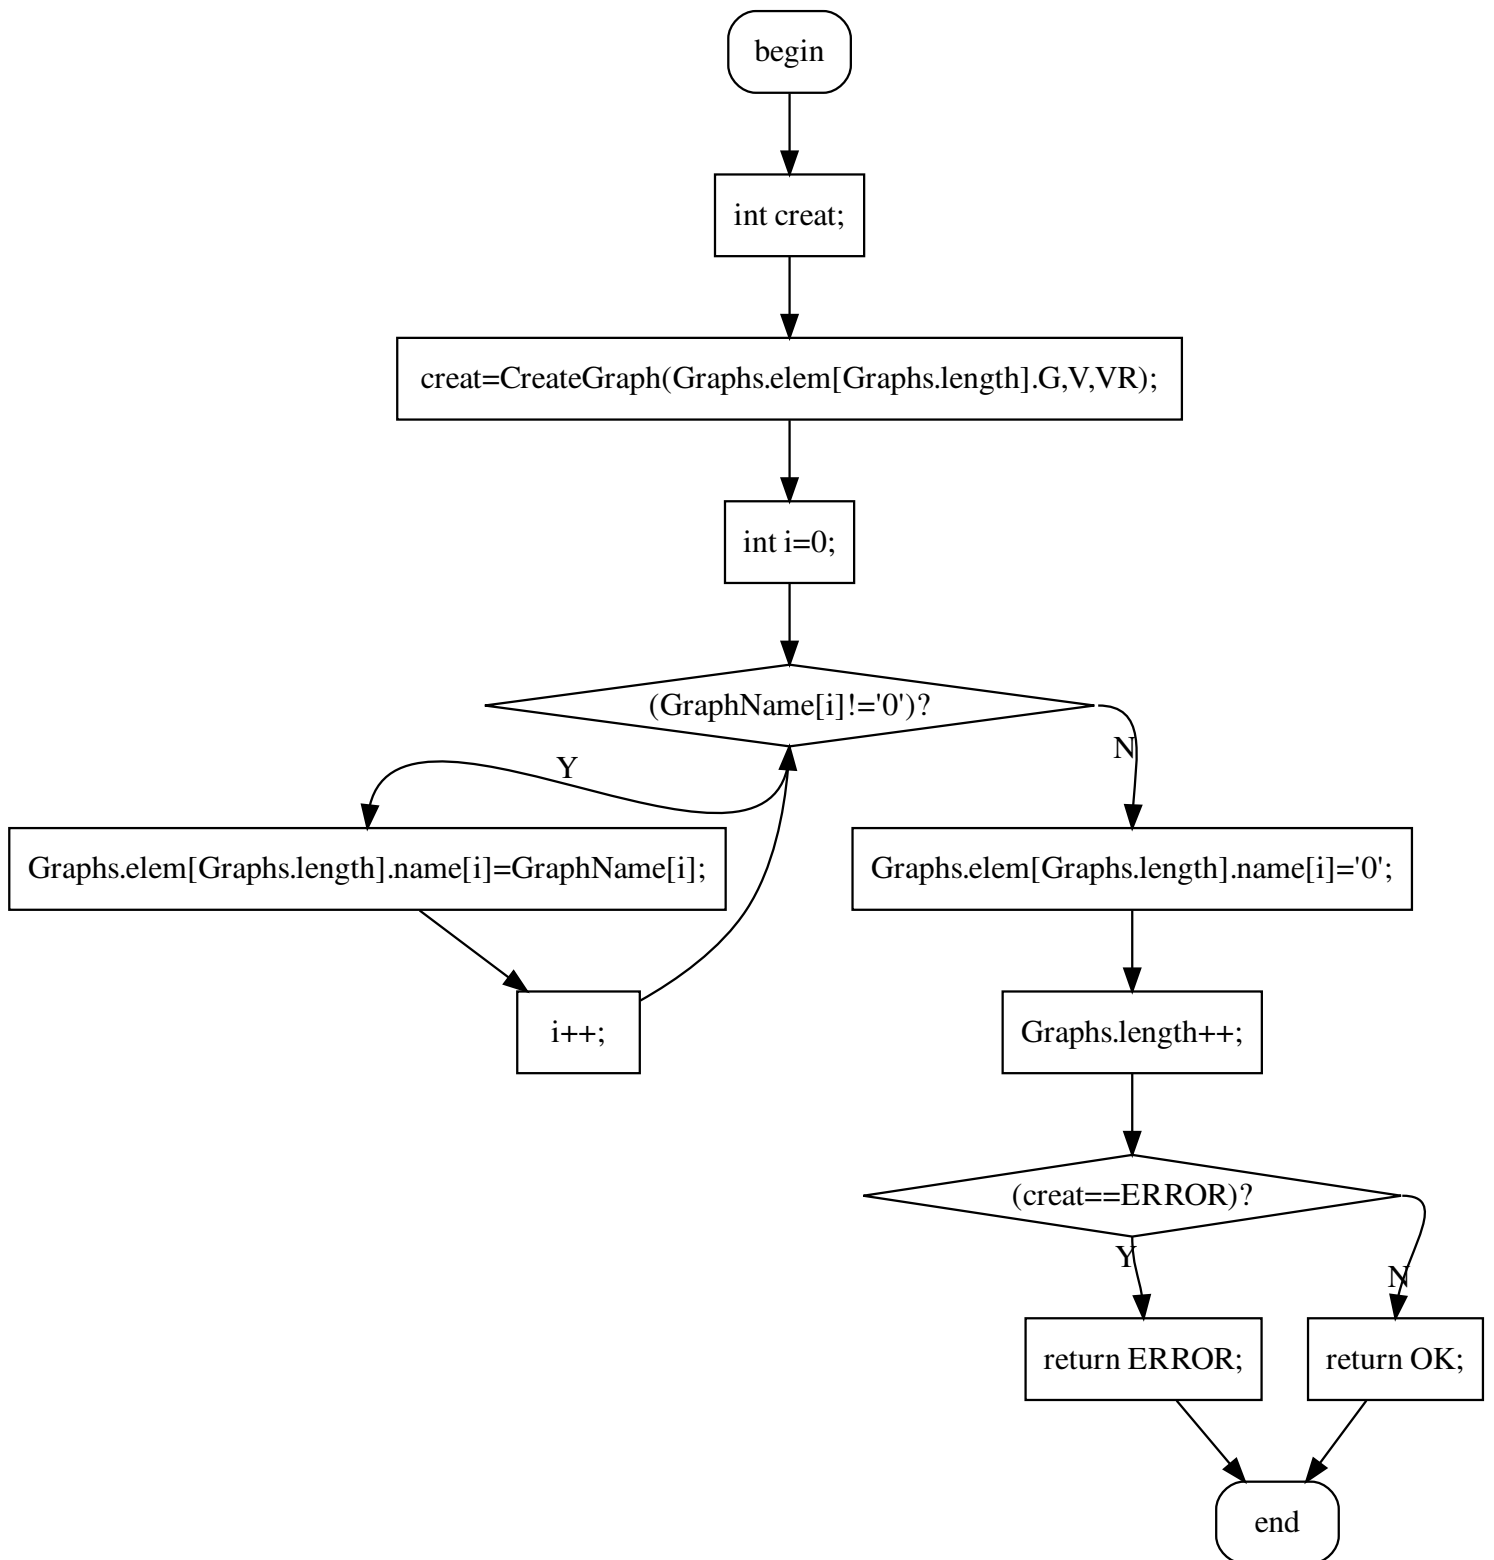 begin
int creat;
creat=CreateGraph(Graphs.elem[Graphs.length].G,V,VR);
int i=0;
(GraphName[i]!='0')?
Y
N
Graphs.elem[Graphs.length].name[i]=GraphName[i];
Graphs.elem[Graphs.length].name[i]='0';
i++;
Graphs.length++;
(creat==ERROR)?
Y
N
return ERROR;
return OK;
end